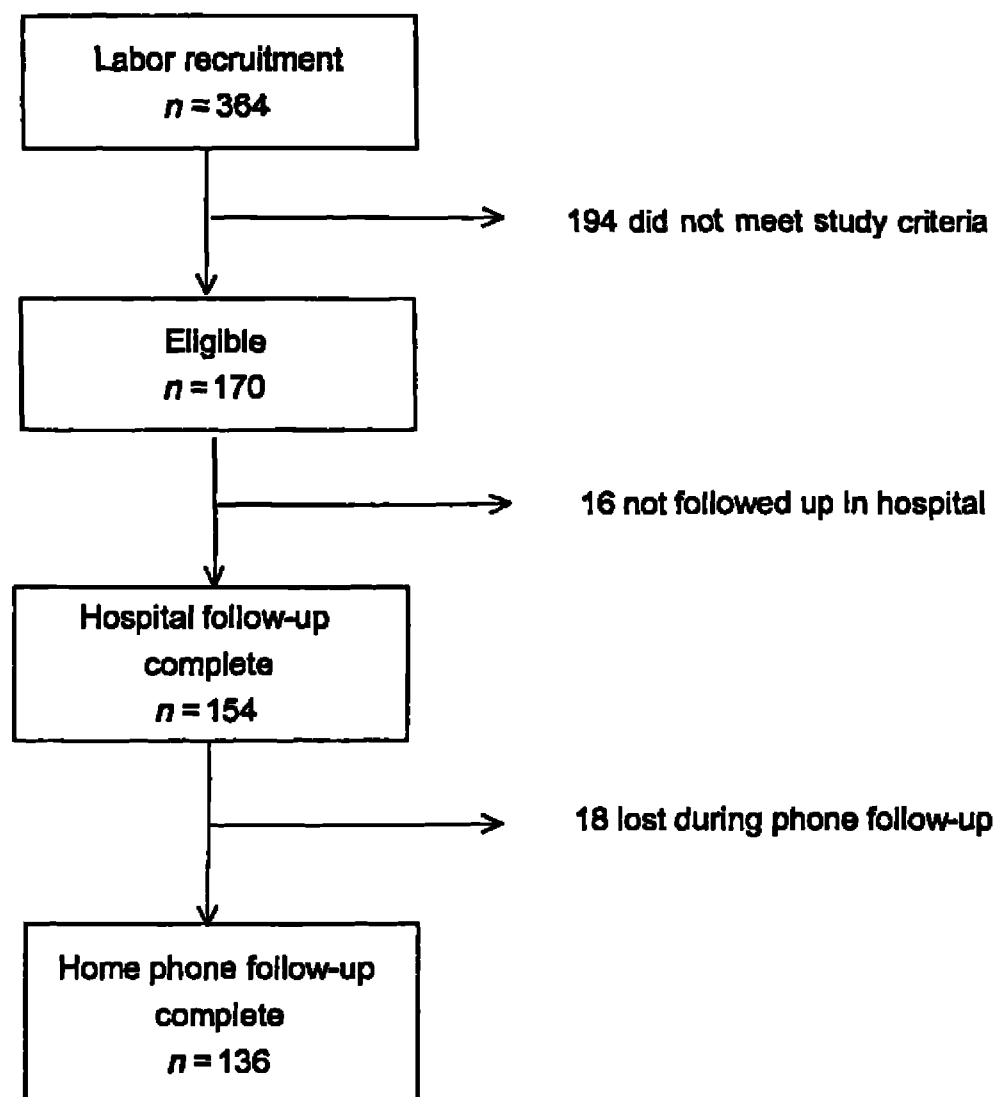 Labor recruitment
n = 364
194 did not meet study criteria
Eligible
n = 170
16 not followed up in hospital
Hospital follow-up
complete
n = 154
18 lost during phone follow-up
Home phone follow-up
complete
n = 136